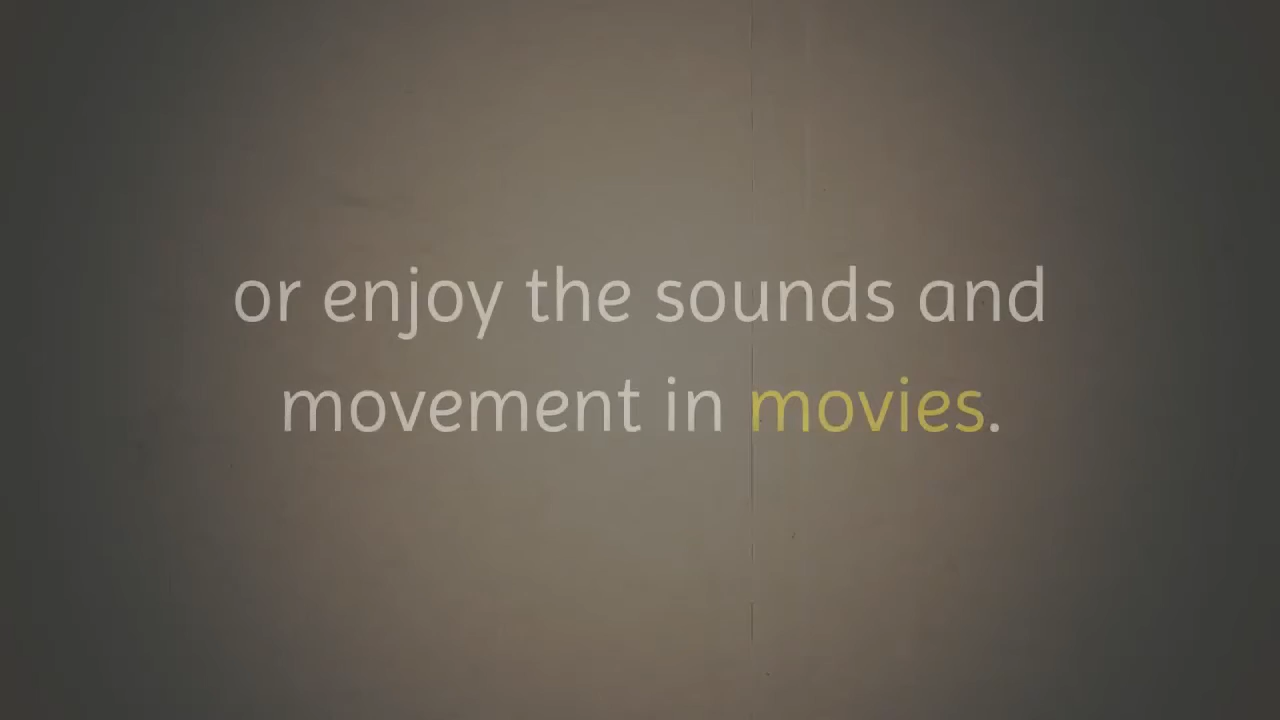 or enjoy the sounds and
movement in movies.